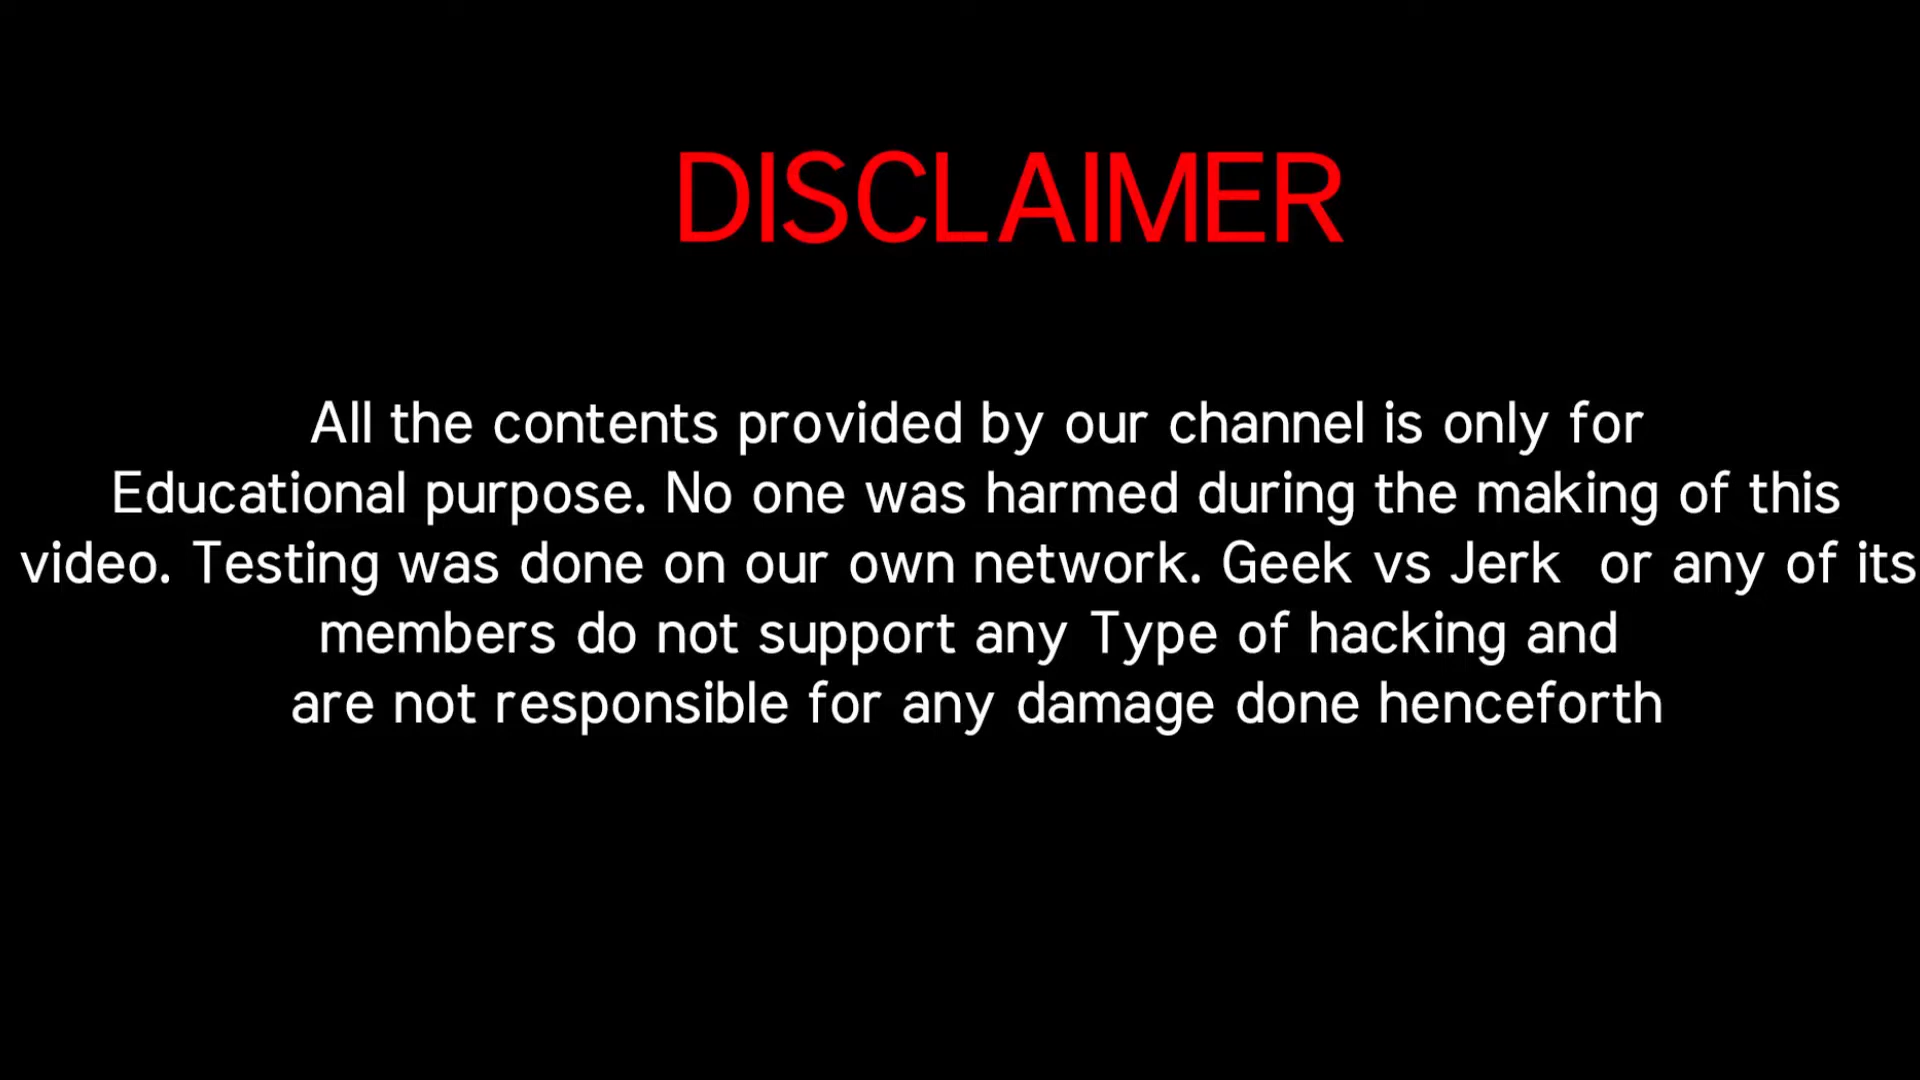 DISCLAIMER
All the contents provided by our channel is only for
Educational purpose. No one was harmed during the making of this
video. Testing was done on our own network. Geek vs Jerk  or any of its
members do not support any Type of hacking and
are not responsible for any damage done henceforth